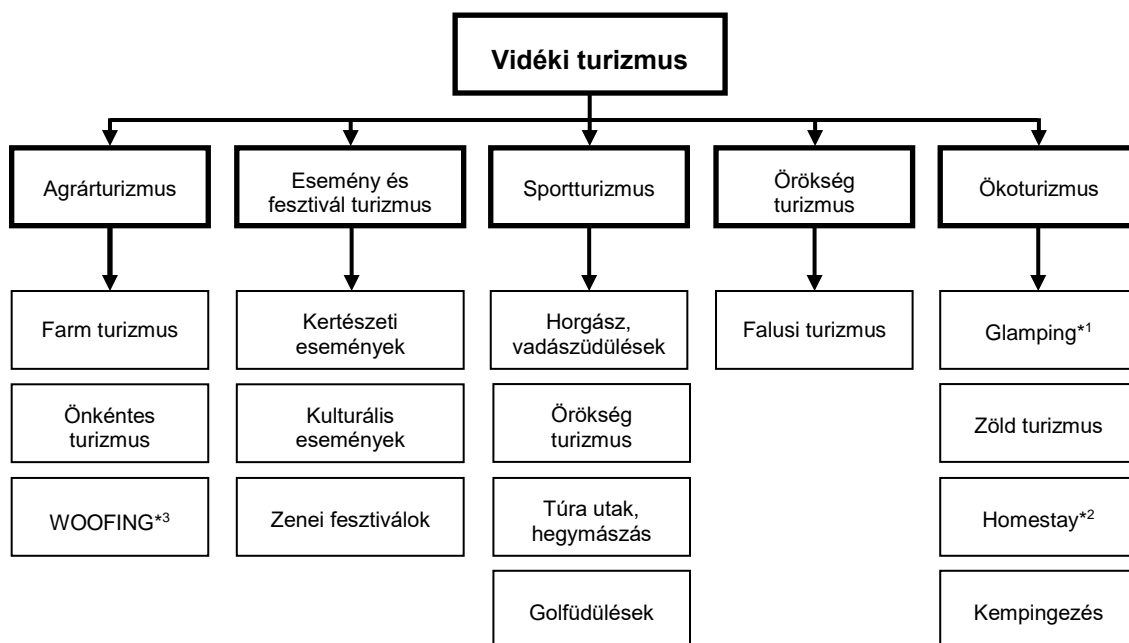 Vidéki turizmus
Agrárturizmus
Esemény és
fesztivál turizmus
Sportturizmus
Örökség
turizmus
Ökoturizmus
Farm turizmus
Kertészeti
események
Horgász,
vadászüdülések
Falusi turizmus
Glamping*1
Önkéntes
turizmus
Kulturális
események
Örökség
turizmus
Zöld turizmus
WOOFING*3
Zenei fesztiválok
Túra utak,
hegymászás
Homestay*2
Golfüdülések
Kempingezés